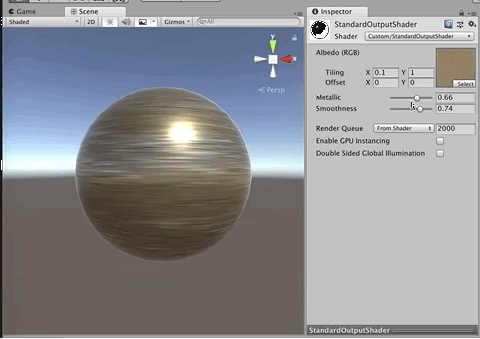 Game
Scene
Shaded
2D
Gizmos
All
y
x
Persp
Inspector
StandardOutputShader
Shader Custom/StandardOutputShader
Albedo (RGB)
Tiling X 0.1 Y 1
Offset X 0 Y 0
Select
Metallic 0.66
Smoothness 0.74
Render Queue From Shader 2000
Enable GPU Instancing
Double Sided Global Illumination
StandardOutputShader